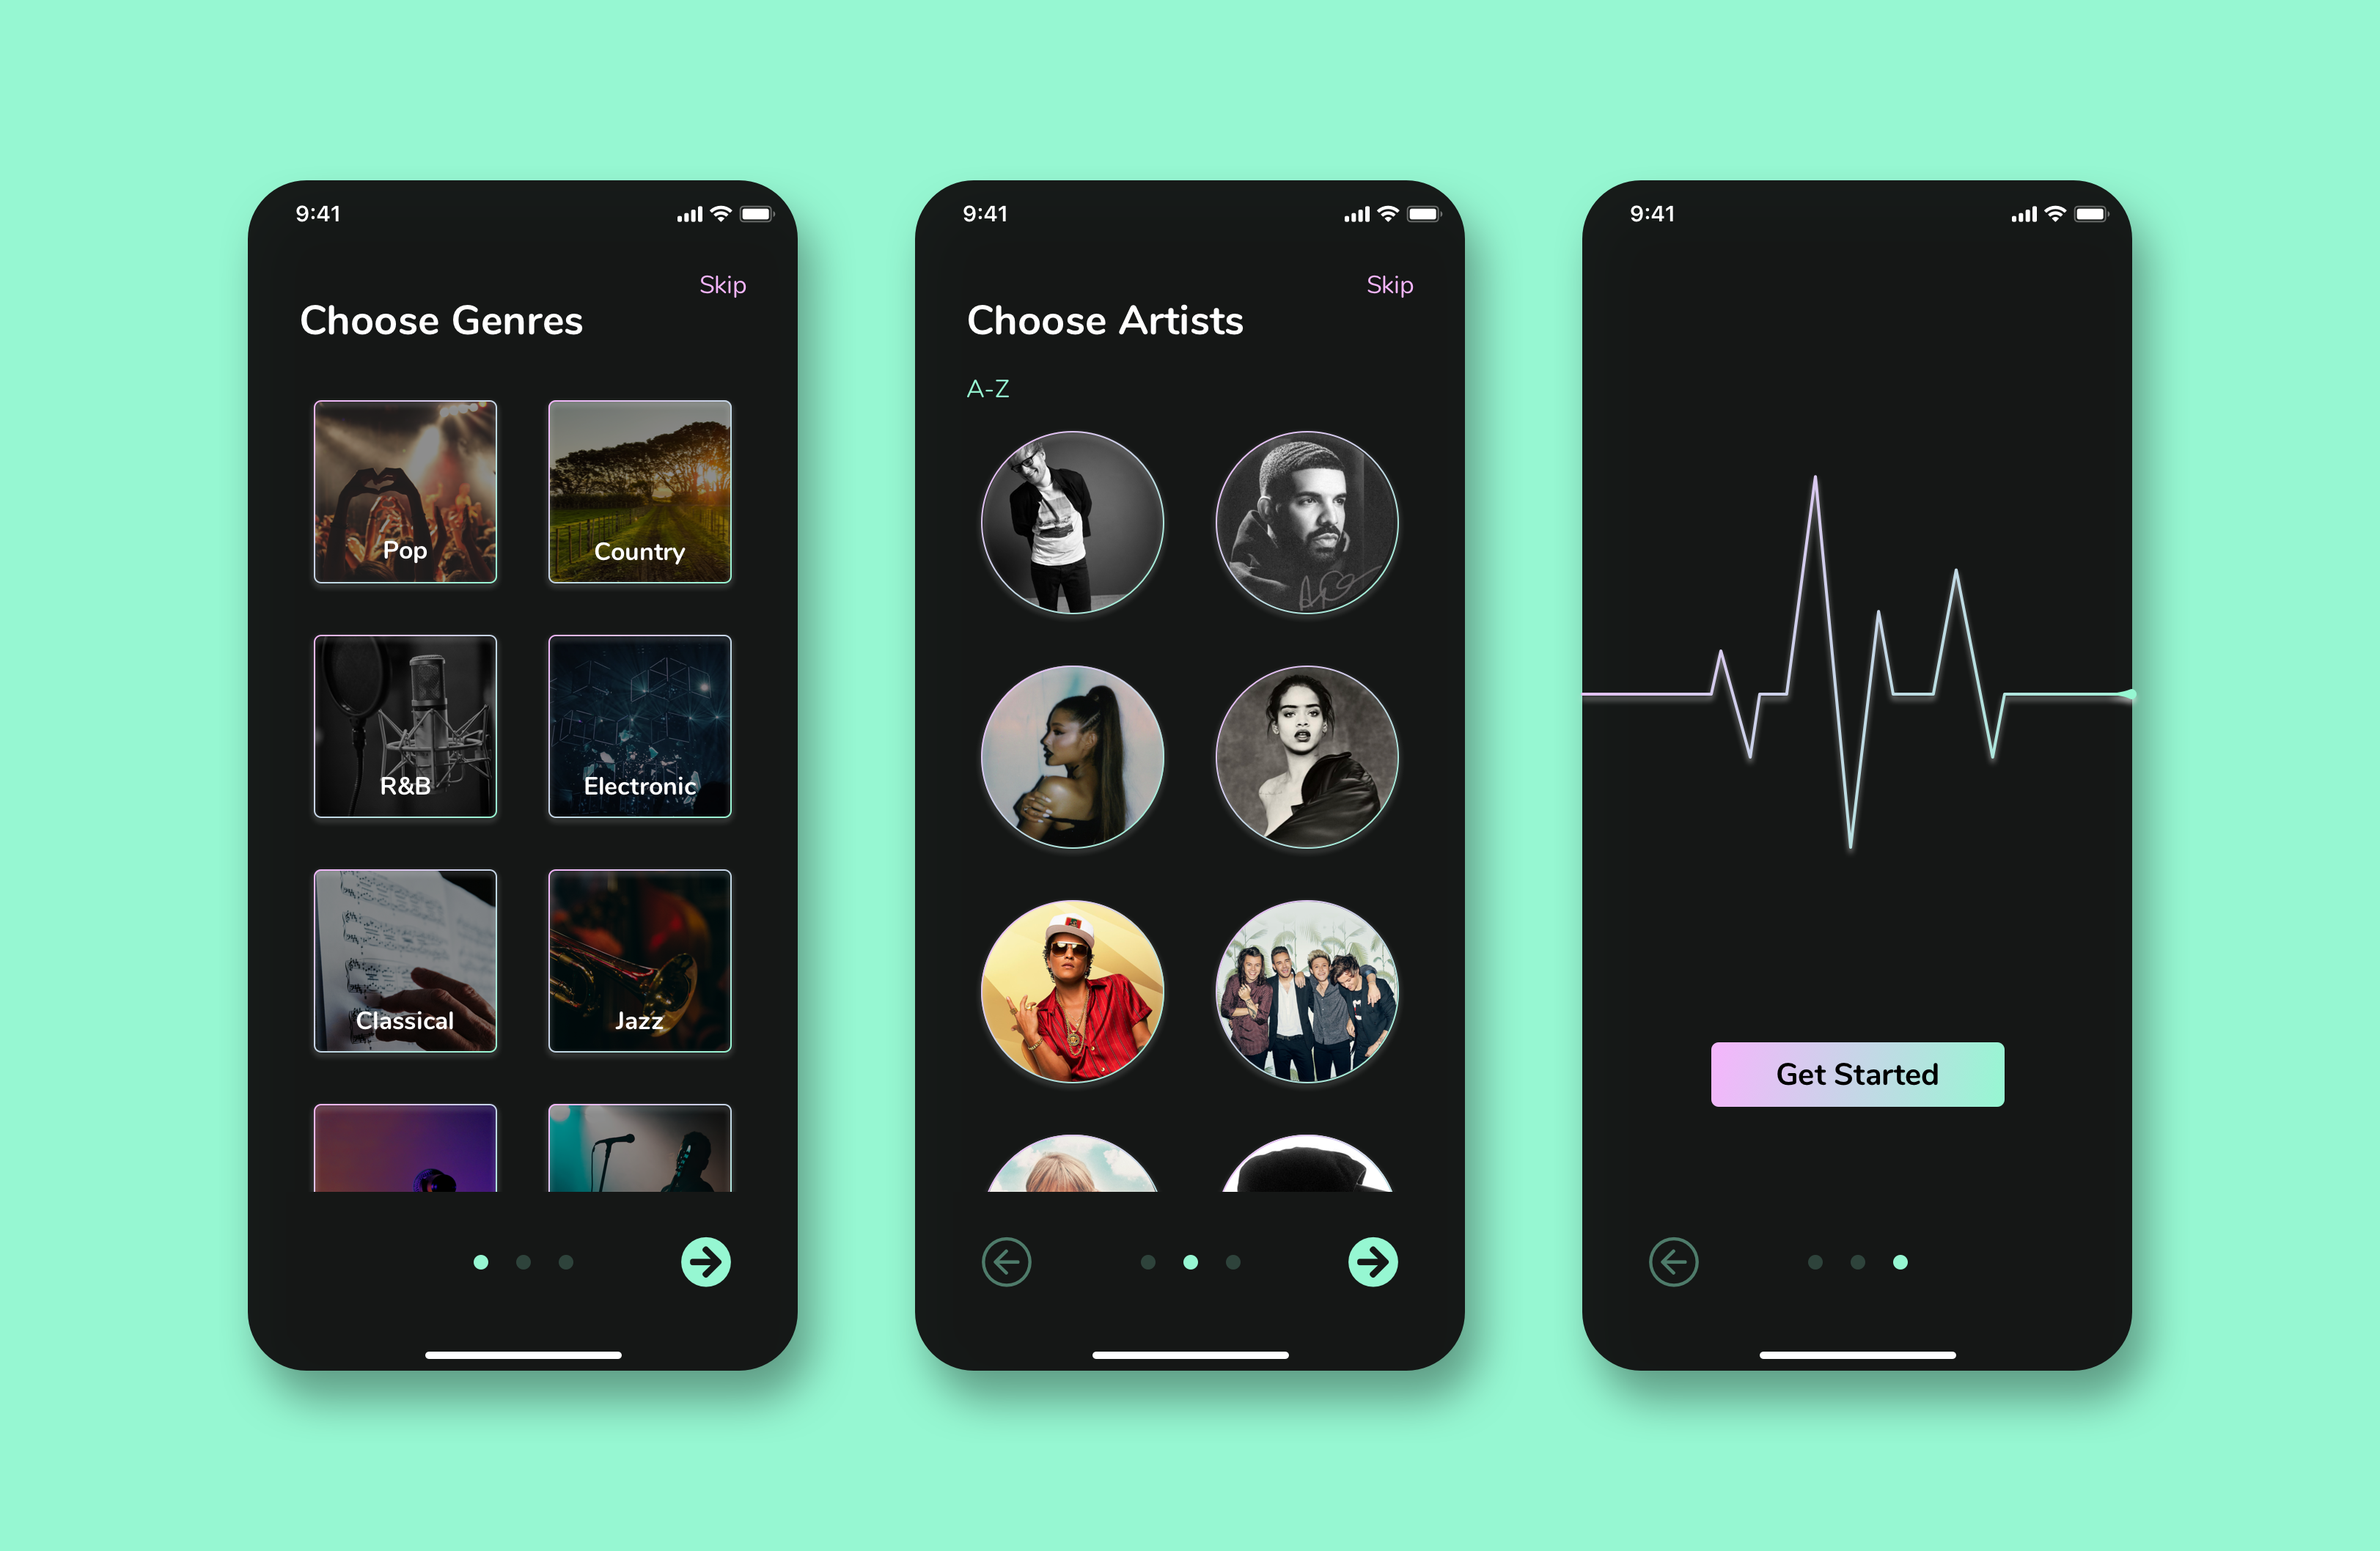 9:41
Skip
Choose Genres
Pop
Country
R&B
Electronic
Classical
Jazz
9:41
Skip
Choose Artists
A-Z
9:41
Get Started